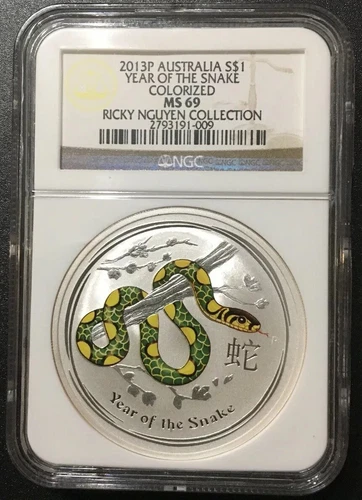 2013P AUSTRALIA S$1
YEAR OF THE SNAKE
COLORIZED
MS 69
RICKY NGUYEN COLLECTION
2793191-009
NGC
蛇
P
Year of the Snake